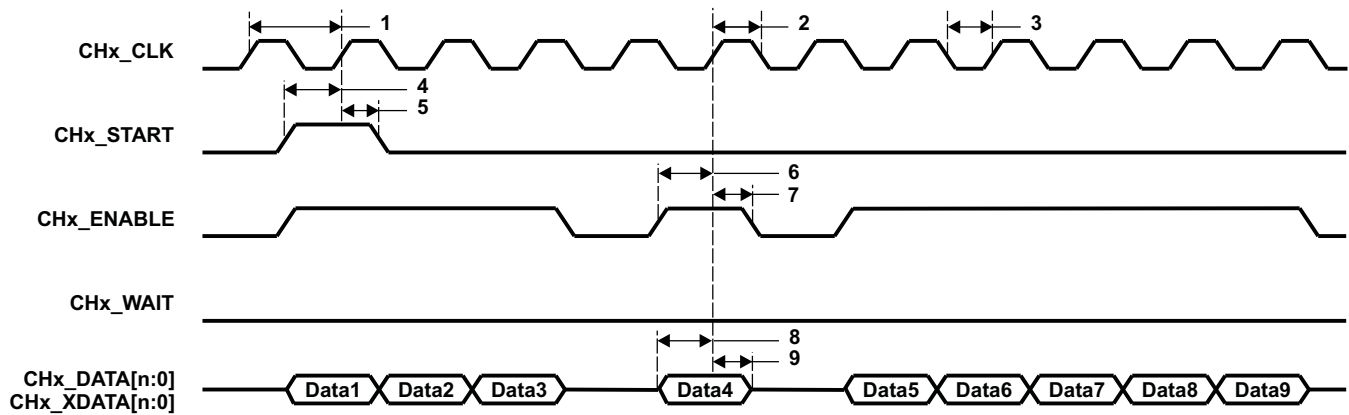 1 2 3
CHx_CLK
4
5
CHx_START
6
7
CHx_ENABLE
CHx_WAIT
8
9
CHx_DATA[n:0]
CHx_XDATA[n:0]
Data1 Data2 Data3 Data4 Data5 Data6 Data7 Data8 Data9